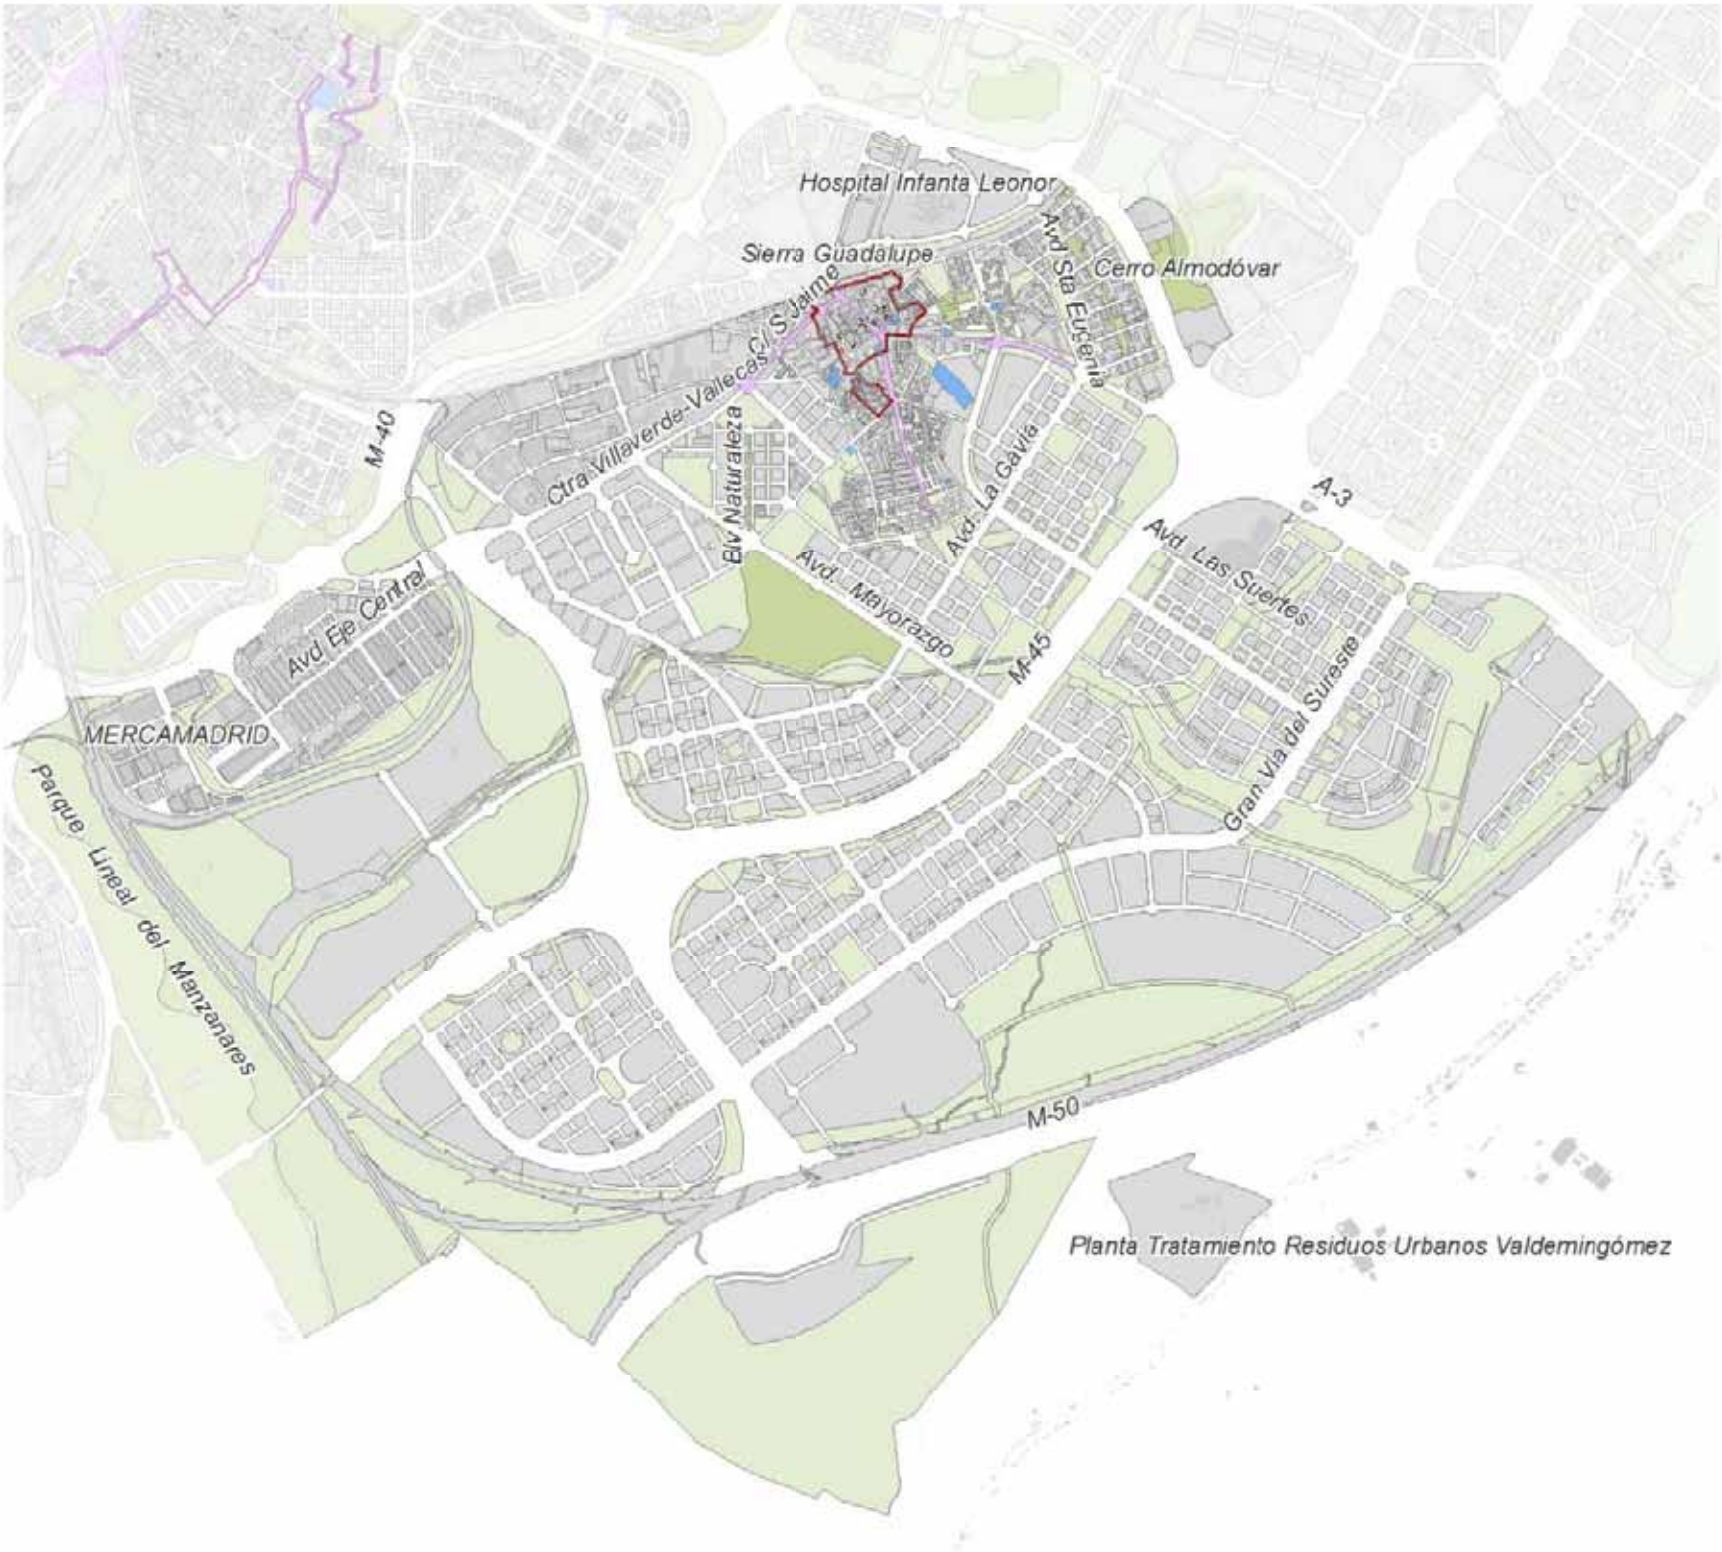 Hospital Infanta Leonor
Sierra Guadalupe
Avd Sta Eugenia
Cerro Almodóvar
C/ S Jaime
Ctra Villaverde-Vallecas
M-40
Blv Naturaleza
Avd. La Gavia
A-3
Avd. Las Suertes
Avd. Mayorazgo
Avd Eje Central
M-45
Gran Via del Sureste
MERCAMADRID
Parque Lineal del Manzanares
M-50
Planta Tratamiento Residuos Urbanos Valdemingómez